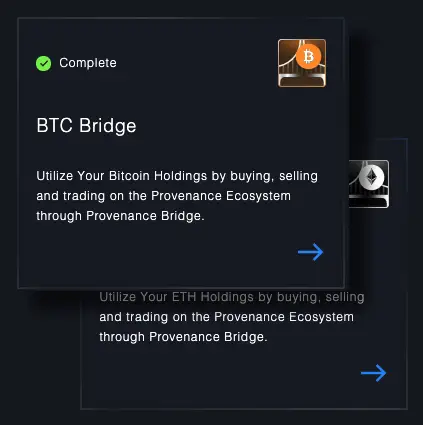 Complete
BTC Bridge
Utilize Your Bitcoin Holdings by buying, selling
and trading on the Provenance Ecosystem
through Provenance Bridge.
Utilize Your ETH Holdings by buying, selling
and trading on the Provenance Ecosystem
through Provenance Bridge.